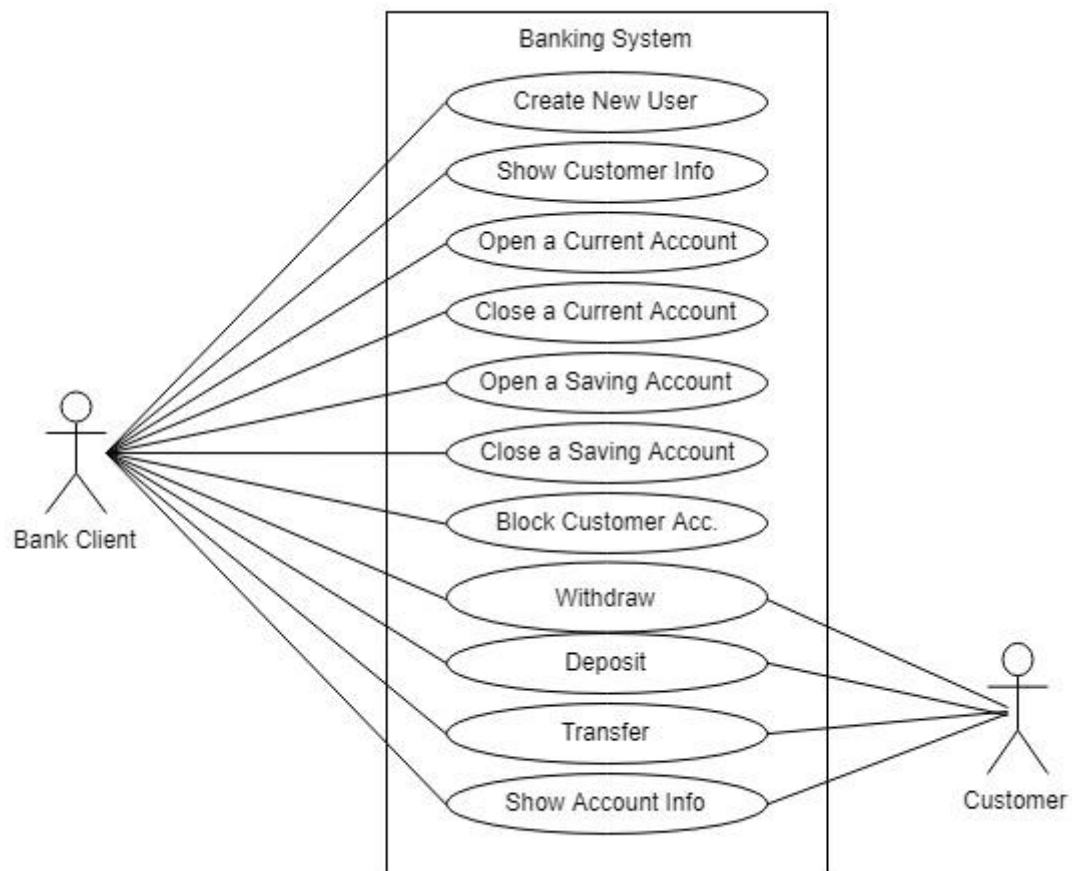 Banking System
Create New User
Show Customer Info
Open a Current Account
Close a Current Account
Open a Saving Account
Close a Saving Account
Block Customer Acc.
Bank Client
Withdraw
Deposit
Transfer
Show Account Info
Customer